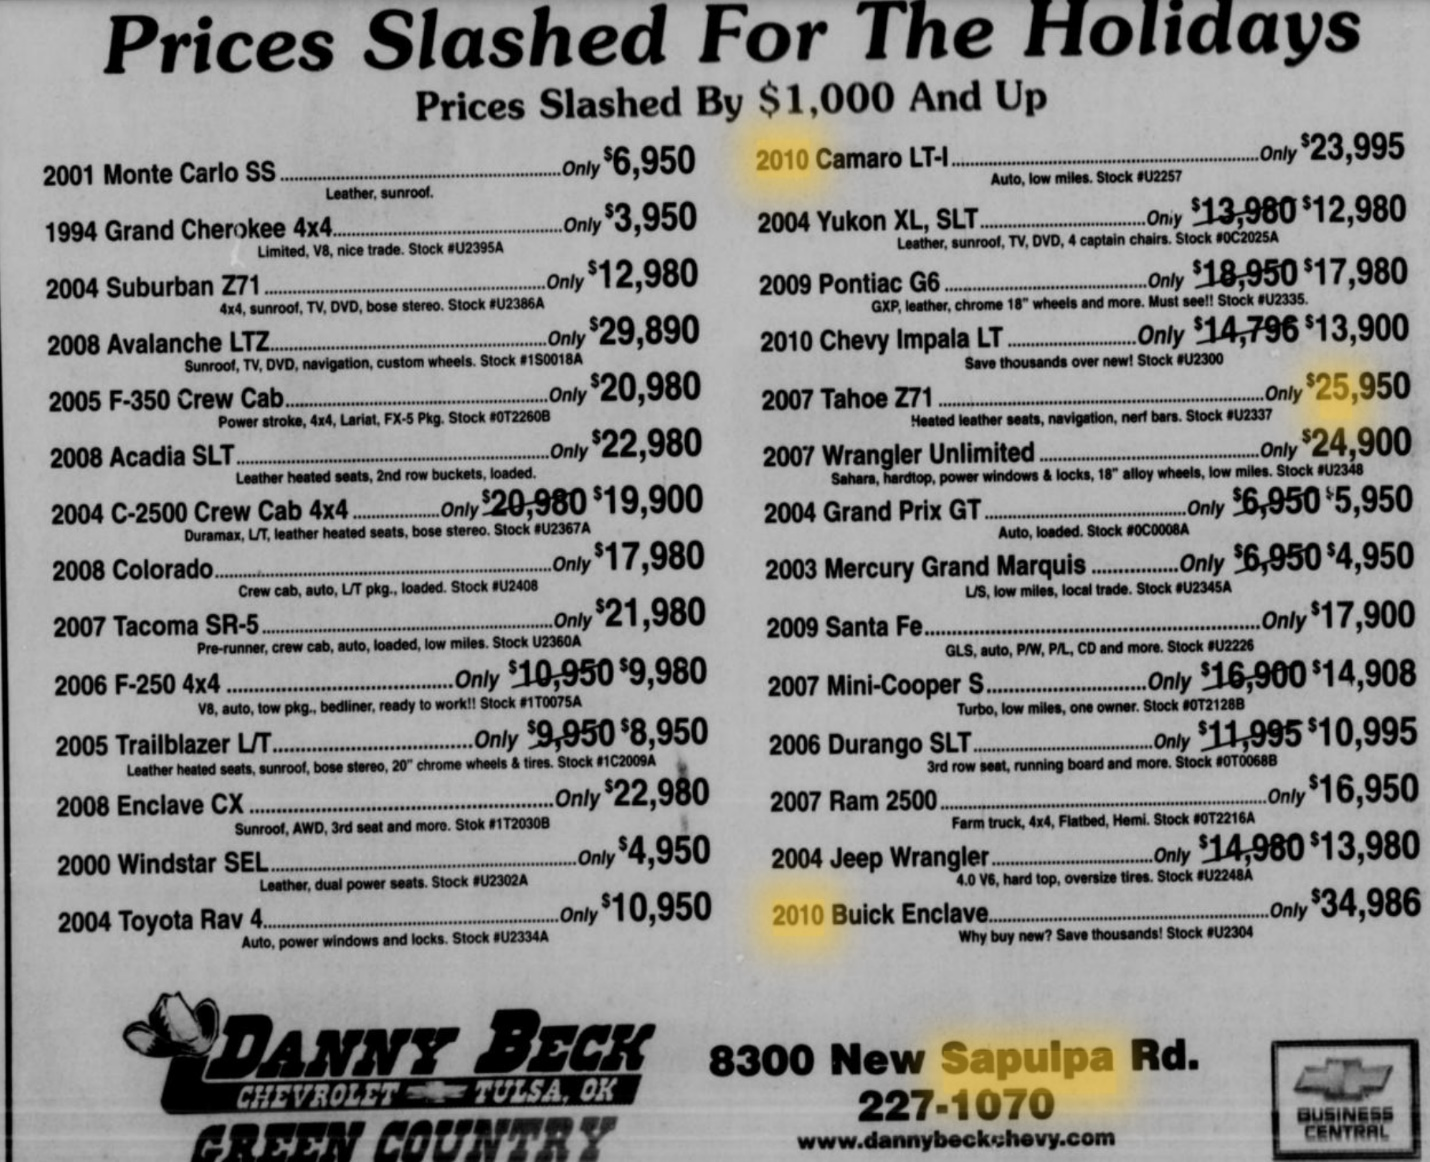 Prices Slashed For The Holidays
Prices Slashed By $1,000 And Up
2001 Monte Carlo SS Only $6,950
Leather, sunroof.
1994 Grand Cherokee 4x4 Only $3,950
Limited, V8, nice trade. Stock #U2395A
2004 Suburban Z71 Only $12,980
4x4, sunroof, TV, DVD, bose stereo. Stock #U2386A
2008 Avalanche LTZ Only $29,890
Sunroof, TV, DVD, navigation, custom wheels. Stock #1S0018A
2005 F-350 Crew Cab Only $20,980
Power stroke, 4x4, Lariat, FX-5 Pkg. Stock #0T2260B
2008 Acadia SLT Only $22,980
Leather heated seats, 2nd row buckets, loaded.
2004 C-2500 Crew Cab 4x4 Only $20,980 $19,900
Duramax, L/T, leather heated seats, bose stereo. Stock #U2367A
2008 Colorado Only $17,980
Crew cab, auto, L/T pkg., loaded. Stock #U2408
2007 Tacoma SR-5 Only $21,980
Pre-runner, crew cab, auto, loaded, low miles. Stock U2360A
2006 F-250 4x4 Only $10,950 $9,980
V8, auto, tow pkg., bedliner, ready to work!! Stock #1T0075A
2005 Trailblazer L/T Only $9,950 $8,950
Leather heated seats, sunroof, bose stereo, 20" chrome wheels & tires. Stock #1C2009A
2008 Enclave CX Only $22,980
Sunroof, AWD, 3rd seat and more. Stok #1T2030B
2000 Windstar SEL Only $4,950
Leather, dual power seats. Stock #U2302A
2004 Toyota Rav 4 Only $10,950
Auto, power windows and locks. Stock #U2334A
2010 Camaro LT-I Only $23,995
Auto, low miles. Stock #U2257
2004 Yukon XL, SLT Only $13,980 $12,980
Leather, sunroof, TV, DVD, 4 captain chairs. Stock #0C2025A
2009 Pontiac G6 Only $18,950 $17,980
GXP, leather, chrome 18" wheels and more. Must see!! Stock #U2335.
2010 Chevy Impala LT Only $14,796 $13,900
Save thousands over new! Stock #U2300
2007 Tahoe Z71 Only $25,950
Heated leather seats, navigation, nerf bars. Stock #U2337
2007 Wrangler Unlimited Only $24,900
Sahara, hardtop, power windows & locks, 18" alloy wheels, low miles. Stock #U2348
2004 Grand Prix GT Only $6,950 $5,950
Auto, loaded. Stock #0C0008A
2003 Mercury Grand Marquis Only $6,950 $4,950
L/S, low miles, local trade. Stock #U2345A
2009 Santa Fe Only $17,900
GLS, auto, P/W, P/L, CD and more. Stock #U2226
2007 Mini-Cooper S Only $16,900 $14,908
Turbo, low miles, one owner. Stock #0T2128B
2006 Durango SLT Only $11,995 $10,995
3rd row seat, running board and more. Stock #0T0068B
2007 Ram 2500 Only $16,950
Farm truck, 4x4, Flatbed, Hemi. Stock #0T2216A
2004 Jeep Wrangler Only $14,980 $13,980
4.0 V6, hard top, oversize tires. Stock #U2248A
2010 Buick Enclave Only $34,986
Why buy new? Save thousands! Stock #U2304
DANNY BECK
CHEVROLET TULSA, OK
GREEN COUNTRY
8300 New Sapulpa Rd.
227-1070
www.dannybeckchevy.com
BUSINESS
CENTRAL